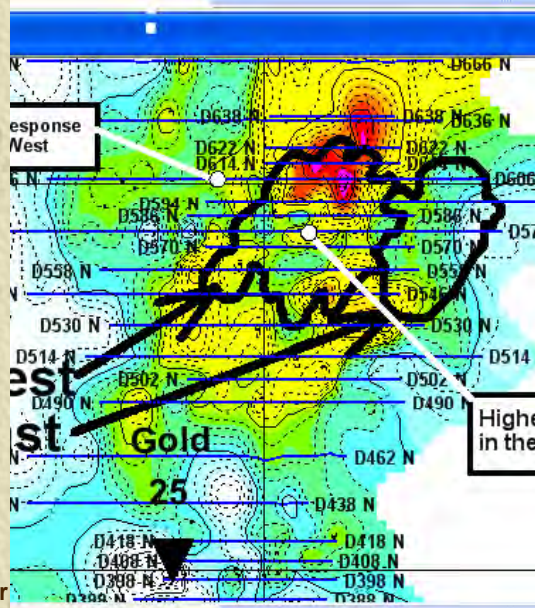 D666 N
D638 N
D638 N
D636 N
esponse
West
D622 N
D622 N
D614 N
D606
D594 N
D586 N
D586 N
D57
D570 N
D570 N
D558 N
D530 N
D530 N
D514 N
D514
est
D502 N
D502 N
D490 N
D490
st
Gold
Highe
in the
D462 N
25
D438 N
D418 N
D418 N
D408 N
D408 N
D398 N
D398 N
D388 N
r